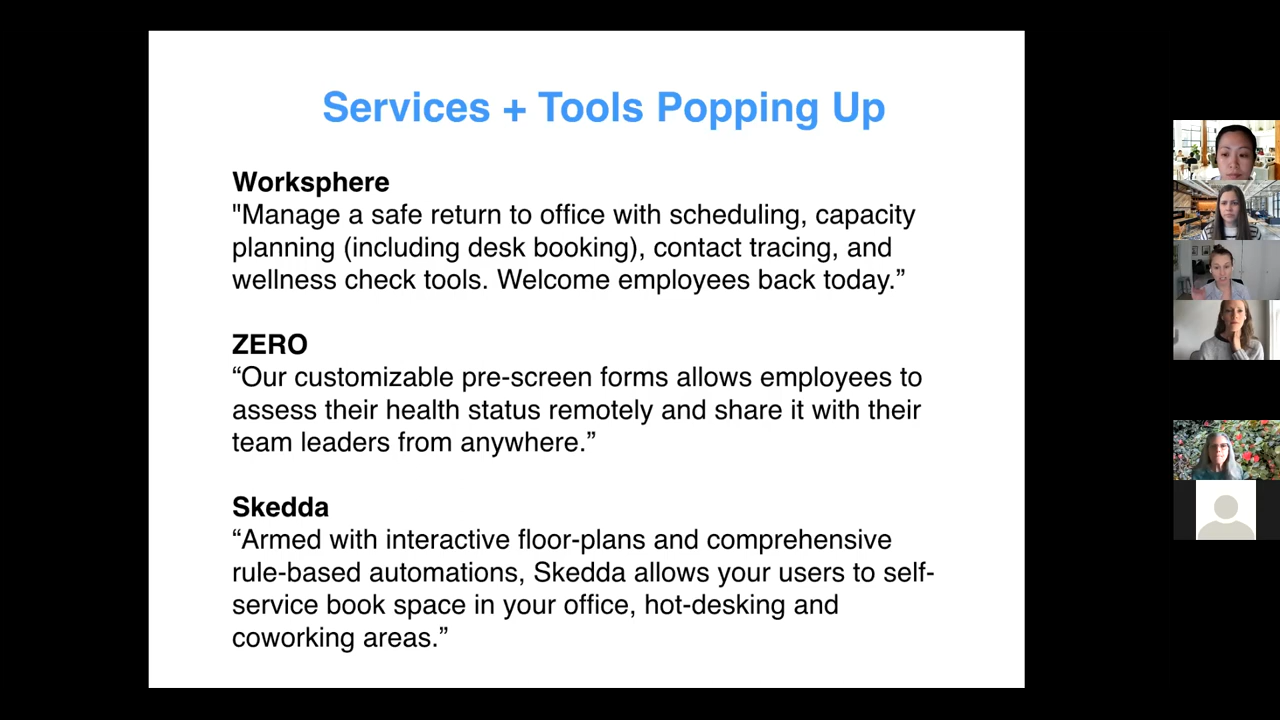 Services + Tools Popping Up
Worksphere
"Manage a safe return to office with scheduling, capacity
planning (including desk booking), contact tracing, and
wellness check tools. Welcome employees back today.”
ZERO
“Our customizable pre-screen forms allows employees to
assess their health status remotely and share it with their
team leaders from anywhere.”
Skedda
“Armed with interactive floor-plans and comprehensive
rule-based automations, Skedda allows your users to self-
service book space in your office, hot-desking and
coworking areas.”